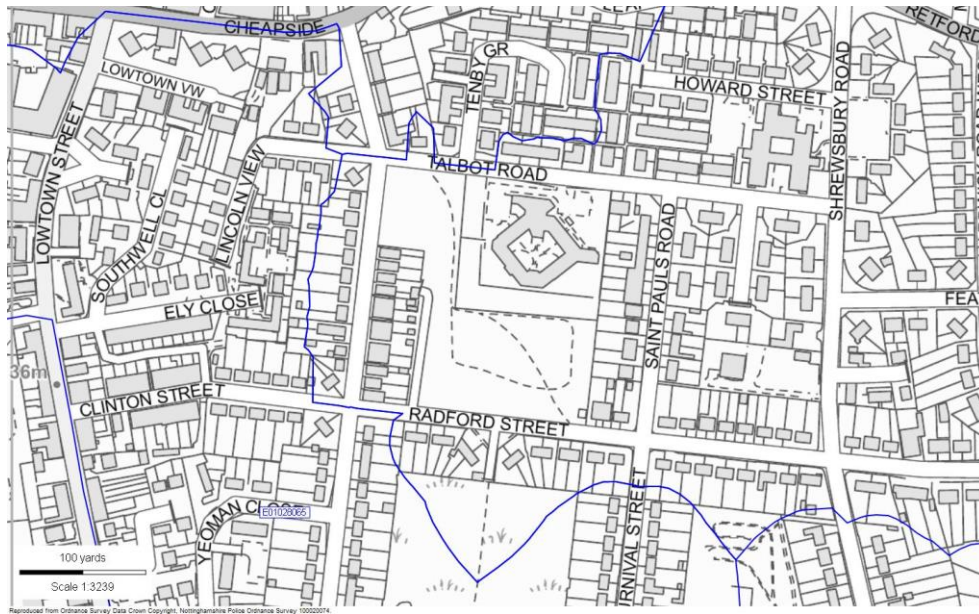 CHEAPSIDE
RETFORD
LOWTOWN VW
TENBY GR
HOWARD STREET
SHREWSBURY ROAD
LOWTOWN STREET
SOUTHWELL CL
LINCOLN VIEW
TALBOT ROAD
SAINT PAULS ROAD
ELY CLOSE
FEA
36m
CLINTON STREET
RADFORD STREET
YEOMAN CLOSE
E01028065
RNIVAL STREET
100 yards
Scale 1:3239
Reproduced from Ordnance Survey Data Crown Copyright, Nottinghamshire Police Ordnance Survey 100020074.